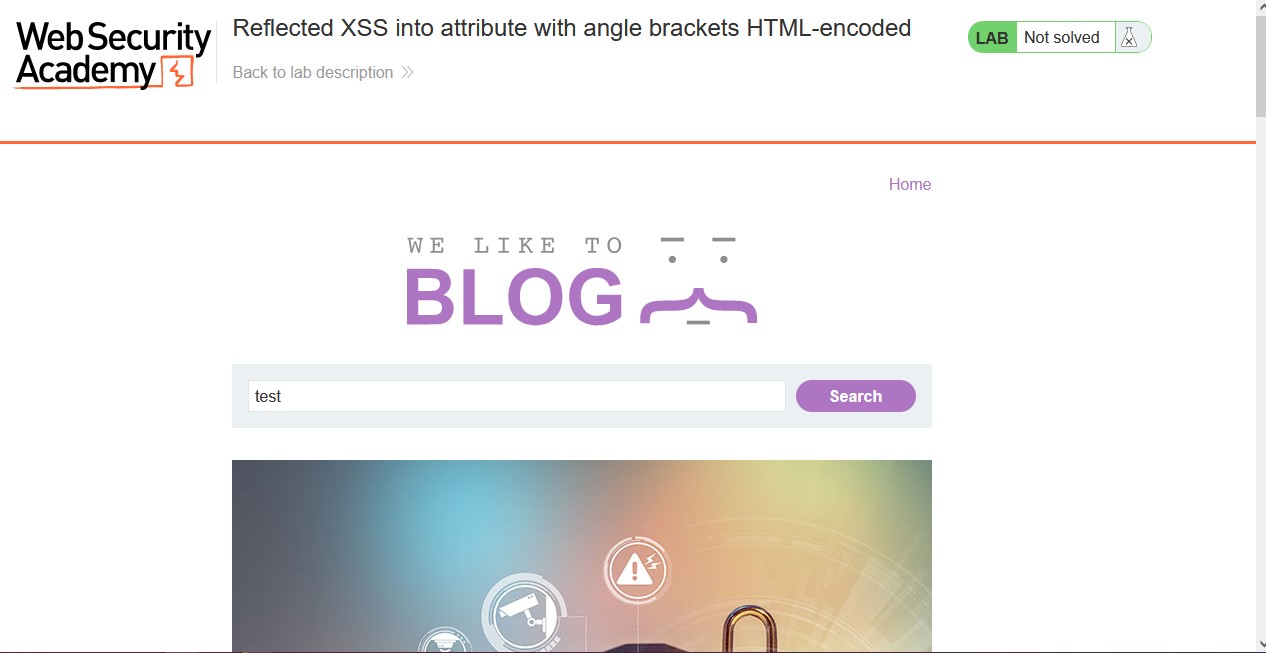 Web Security
Academy
Reflected XSS into attribute with angle brackets HTML-encoded
Back to lab description
LAB Not solved
Home
WE LIKE TO
BLOG
test
Search